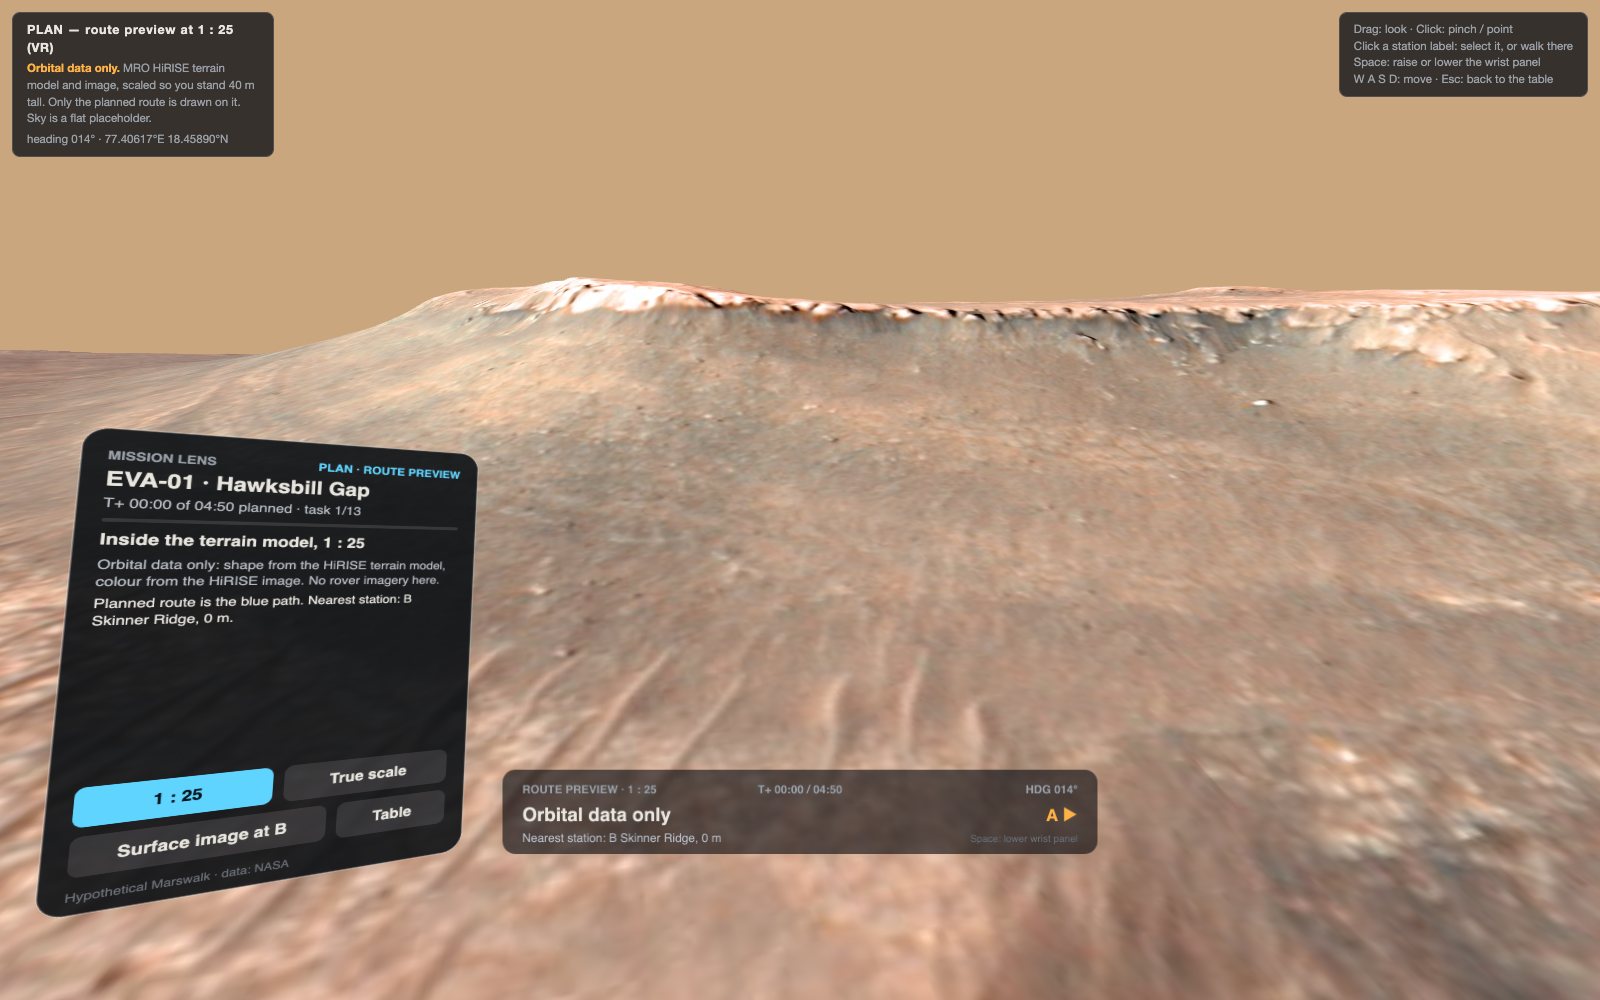 PLAN — route preview at 1 : 25
(VR)
Orbital data only. MRO HiRISE terrain
model and image, scaled so you stand 40 m
tall. Only the planned route is drawn on it.
Sky is a flat placeholder.
heading 014° · 77.40617°E 18.45890°N
Drag: look · Click: pinch / point
Click a station label: select it, or walk there
Space: raise or lower the wrist panel
W A S D: move · Esc: back to the table
MISSION LENS
PLAN · ROUTE PREVIEW
EVA-01 · Hawksbill Gap
T+ 00:00 of 04:50 planned · task 1/13
Inside the terrain model, 1 : 25
Orbital data only: shape from the HiRISE terrain model,
colour from the HiRISE image. No rover imagery here.
Planned route is the blue path. Nearest station: B
Skinner Ridge, 0 m.
1 : 25
True scale
Surface image at B
Table
Hypothetical Marswalk · data: NASA
ROUTE PREVIEW · 1 : 25
T+ 00:00 / 04:50
HDG 014°
Orbital data only
A ▶
Nearest station: B Skinner Ridge, 0 m
Space: lower wrist panel